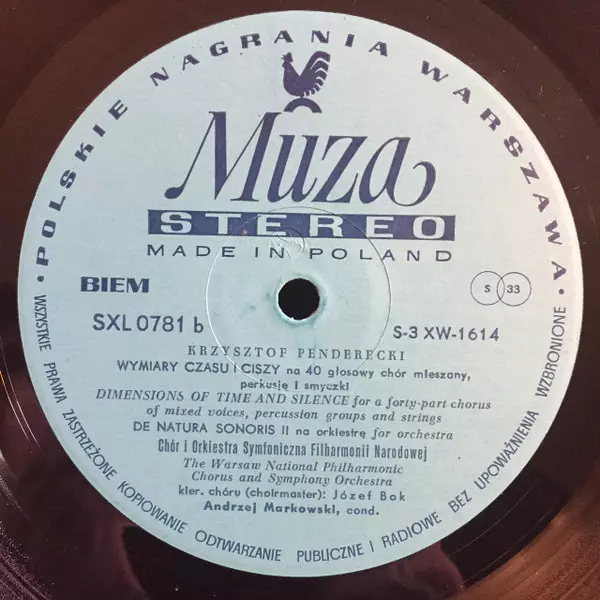 • POLSKIE NAGRANIA WARSZAWA •
Muza
STEREO
MADE IN POLAND
BIEM
S 33
SXL 0781 b
S-3 XW-1614
KRZYSZTOF PENDERECKI
WYMIARY CZASU I CISZY na 40 głosowy chór mieszany,
perkusję i smyczki
DIMENSIONS OF TIME AND SILENCE for a forty-part chorus
of mixed voices, percussion groups and strings
DE NATURA SONORIS II na orkiestrę for orchestra
Chór i Orkiestra Symfoniczna Filharmonii Narodowej
The Warsaw National Philharmonic
Chorus and Symphony Orchestra
kier. chóru (choirmaster): Józef Bok
Andrzej Markowski, cond.
WSZYSTKIE PRAWA ZASTRZEŻONE KOPIOWANIE ODTWARZANIE PUBLICZNE I RADIOWE BEZ UPOWAŻNIENIA WZBRONIONE